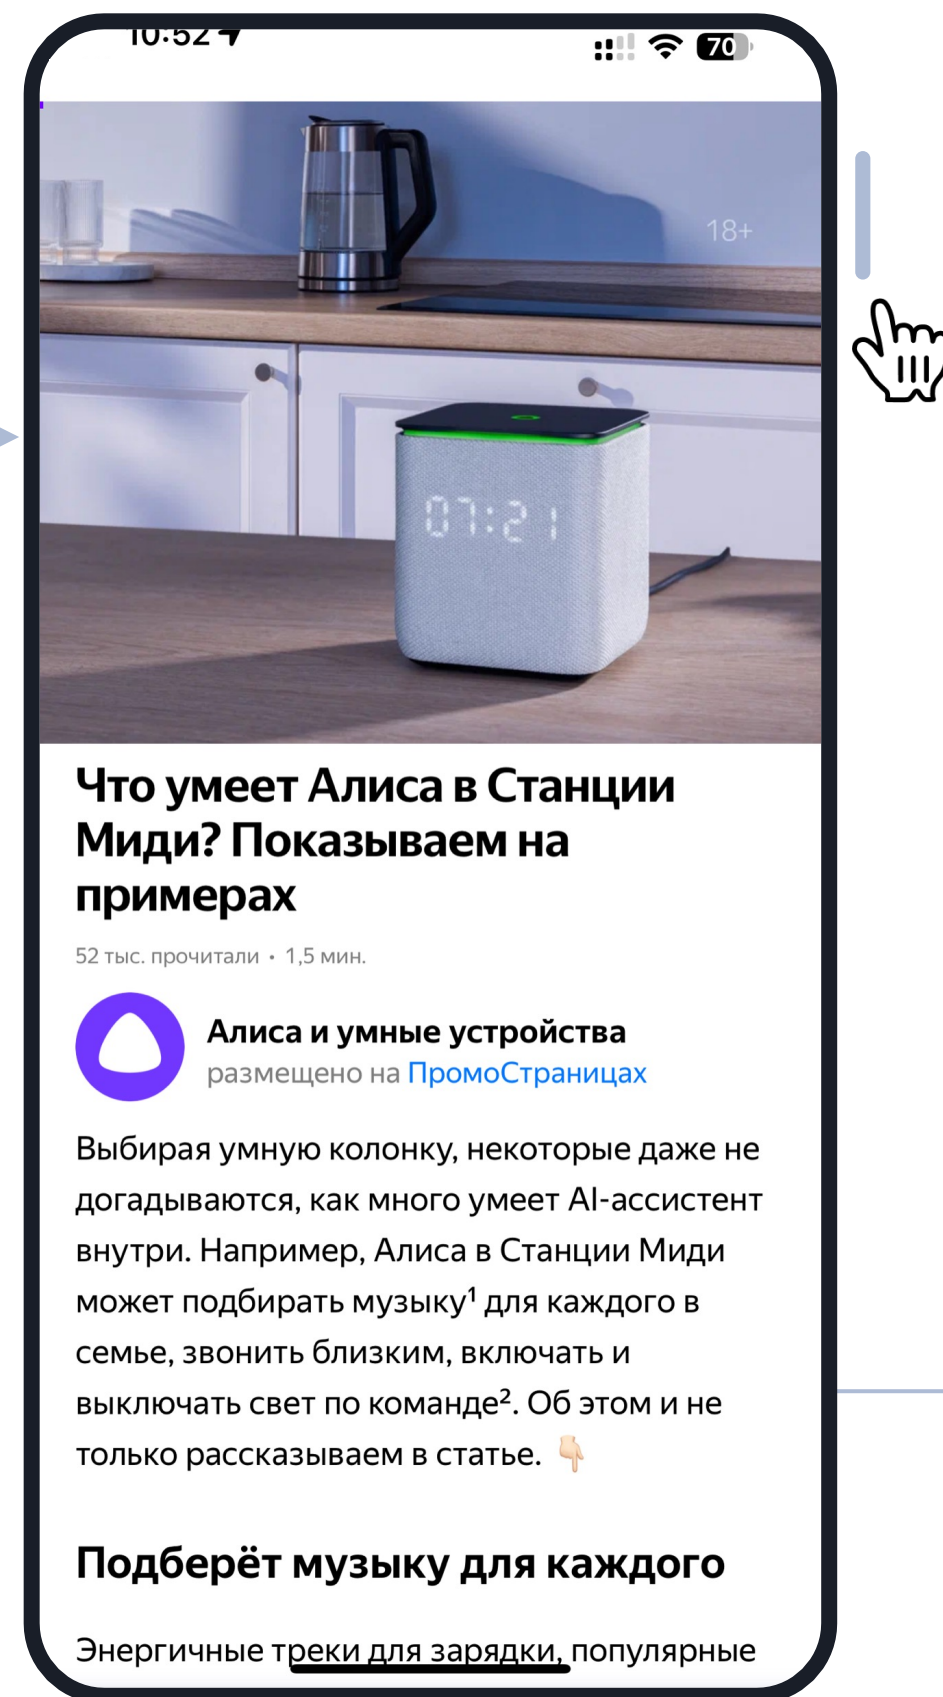 10:52
70
18+
07:21
Что умеет Алиса в Станции
Миди? Показываем на
примерах
52 тыс. прочитали • 1,5 мин.
Алиса и умные устройства
размещено на ПромоСтраницах
Выбирая умную колонку, некоторые даже не
догадываются, как много умеет AI-ассистент
внутри. Например, Алиса в Станции Миди
может подбирать музыку¹ для каждого в
семье, звонить близким, включать и
выключать свет по команде². Об этом и не
только рассказываем в статье. 👇🏻
Подберёт музыку для каждого
Энергичные треки для зарядки, популярные